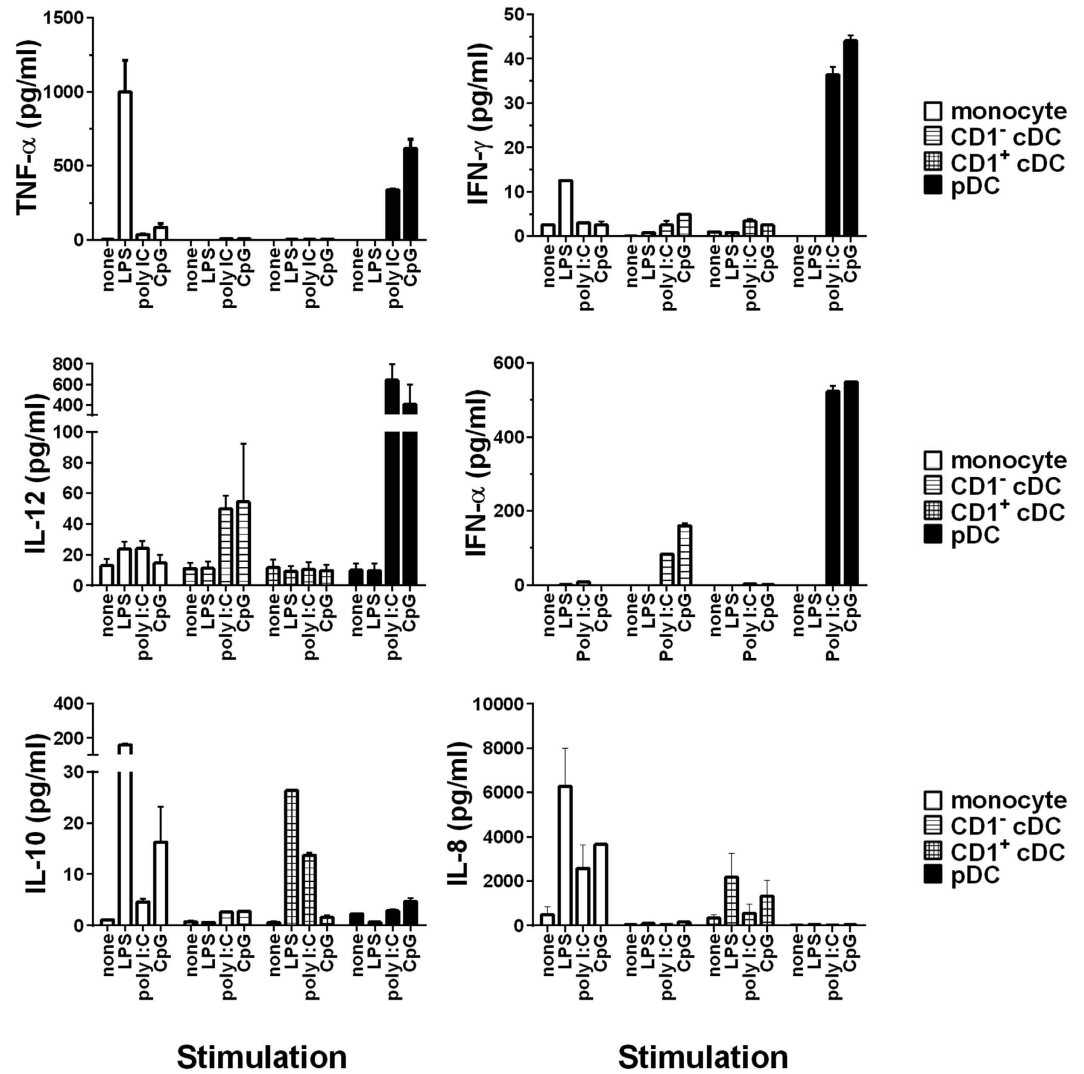 TNF-α (pg/ml)
1500
1000
500
0
none
LPS
poly IC
CpG
none
LPS
poly IC
CpG
none
LPS
poly IC
CpG
none
LPS
poly IC
CpG
IFN-γ (pg/ml)
50
40
30
20
10
0
none
LPS
poly I:C
CpG
none
LPS
poly I:C
CpG
none
LPS
poly I:C
CpG
none
LPS
poly I:C
CpG
monocyte
CD1⁻ cDC
CD1⁺ cDC
pDC
IL-12 (pg/ml)
800
600
400
100
80
60
40
20
0
none
LPS
poly I:C
CpG
none
LPS
poly I:C
CpG
none
LPS
poly I:C
CpG
none
LPS
poly I:C
CpG
IFN-α (pg/ml)
600
400
200
0
none
LPS
Poly I:C
CpG
none
LPS
Poly I:C
CpG
none
LPS
Poly I:C
CpG
none
LPS
Poly I:C
CpG
monocyte
CD1⁻ cDC
CD1⁺ cDC
pDC
IL-10 (pg/ml)
400
200
30
20
10
0
none
LPS
poly I:C
CpG
none
LPS
poly I:C
CpG
none
LPS
poly I:C
CpG
none
LPS
poly I:C
CpG
IL-8 (pg/ml)
10000
8000
6000
4000
2000
0
none
LPS
poly I:C
CpG
none
LPS
poly I:C
CpG
none
LPS
poly I:C
CpG
none
LPS
poly I:C
CpG
monocyte
CD1⁻ cDC
CD1⁺ cDC
pDC
Stimulation
Stimulation